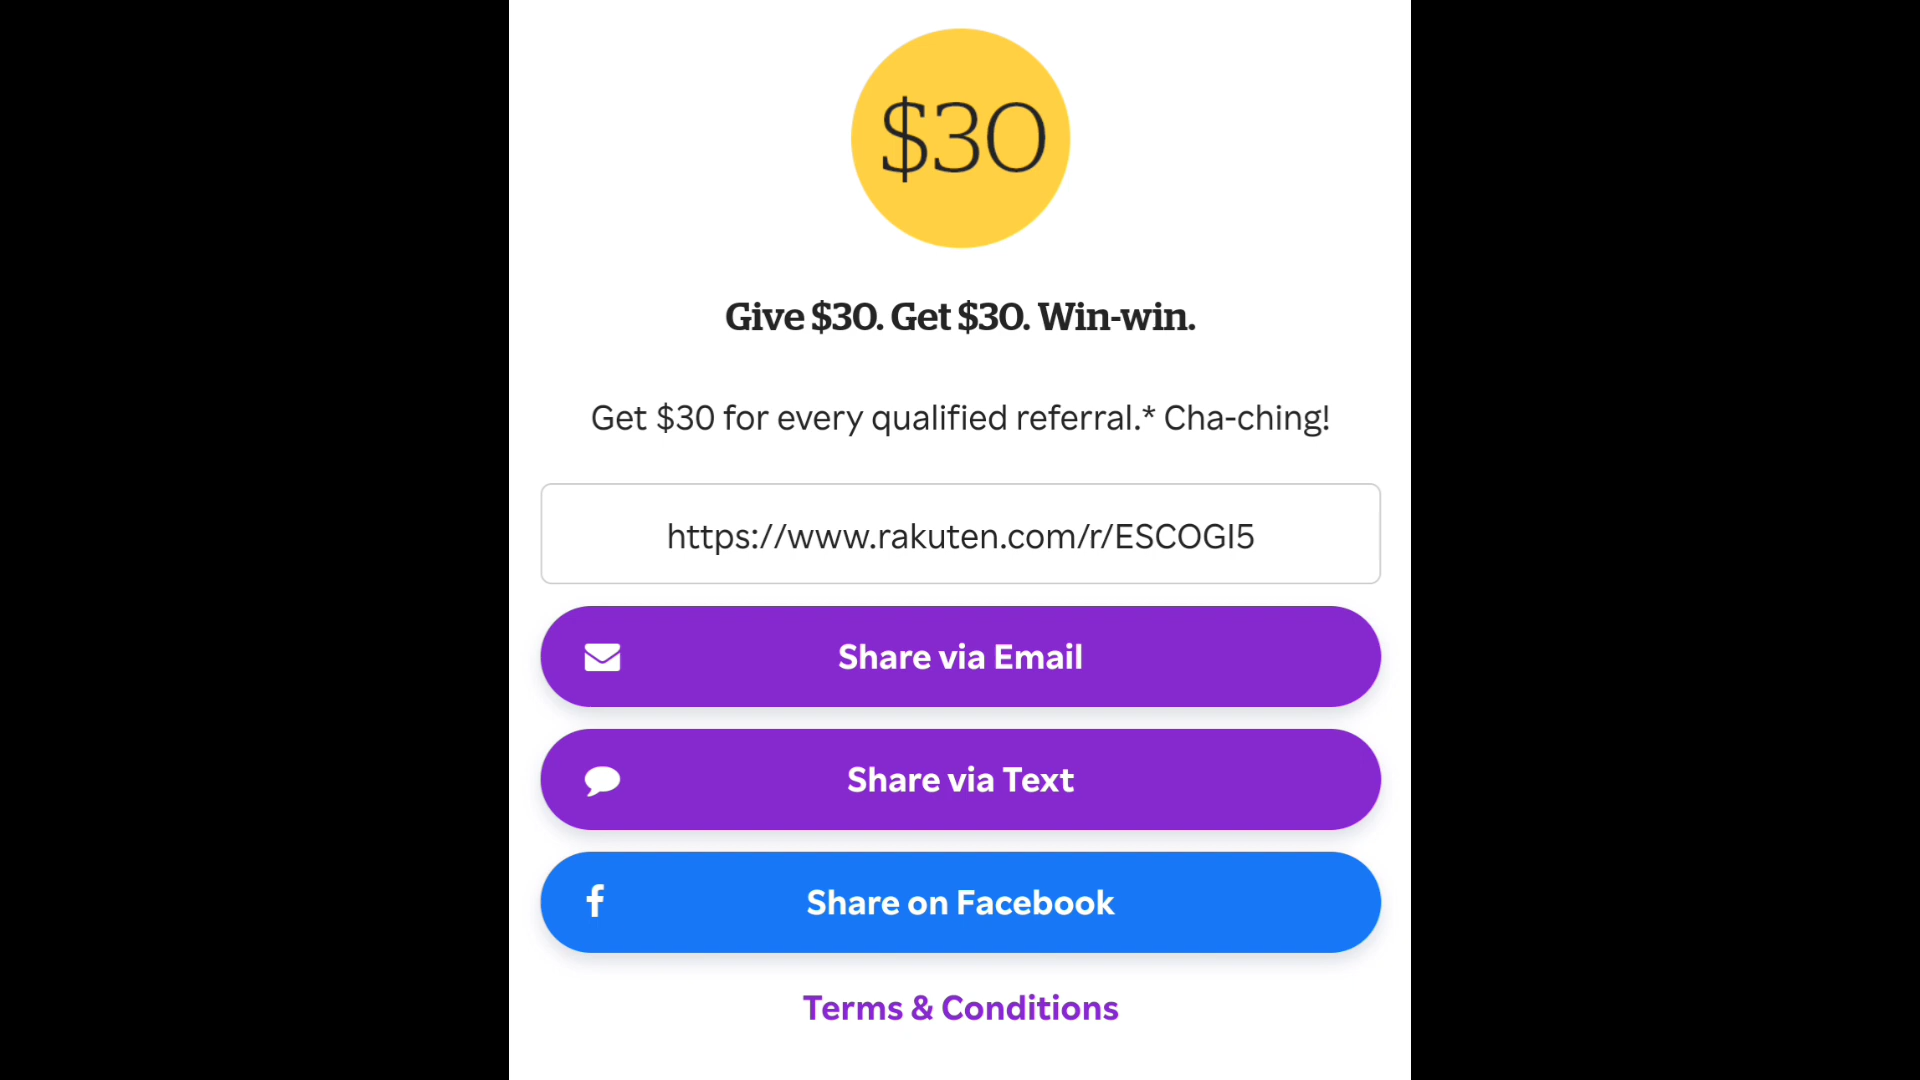 $30
Give $30. Get $30. Win-win.
Get $30 for every qualified referral.* Cha-ching!
https://www.rakuten.com/r/ESCOGI5
Share via Email
Share via Text
Share on Facebook
Terms & Conditions